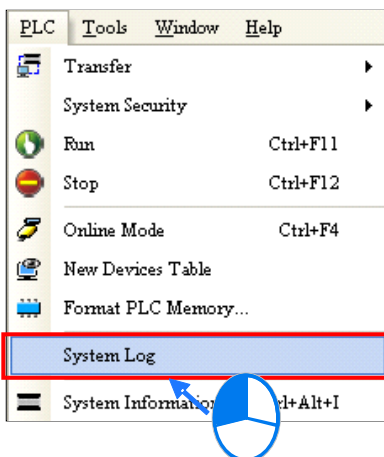 PLC Tools Window Help
Transfer
System Security
Run Ctrl+F11
Stop Ctrl+F12
Online Mode Ctrl+F4
New Devices Table
Format PLC Memory...
System Log
System Information rl+Alt+I